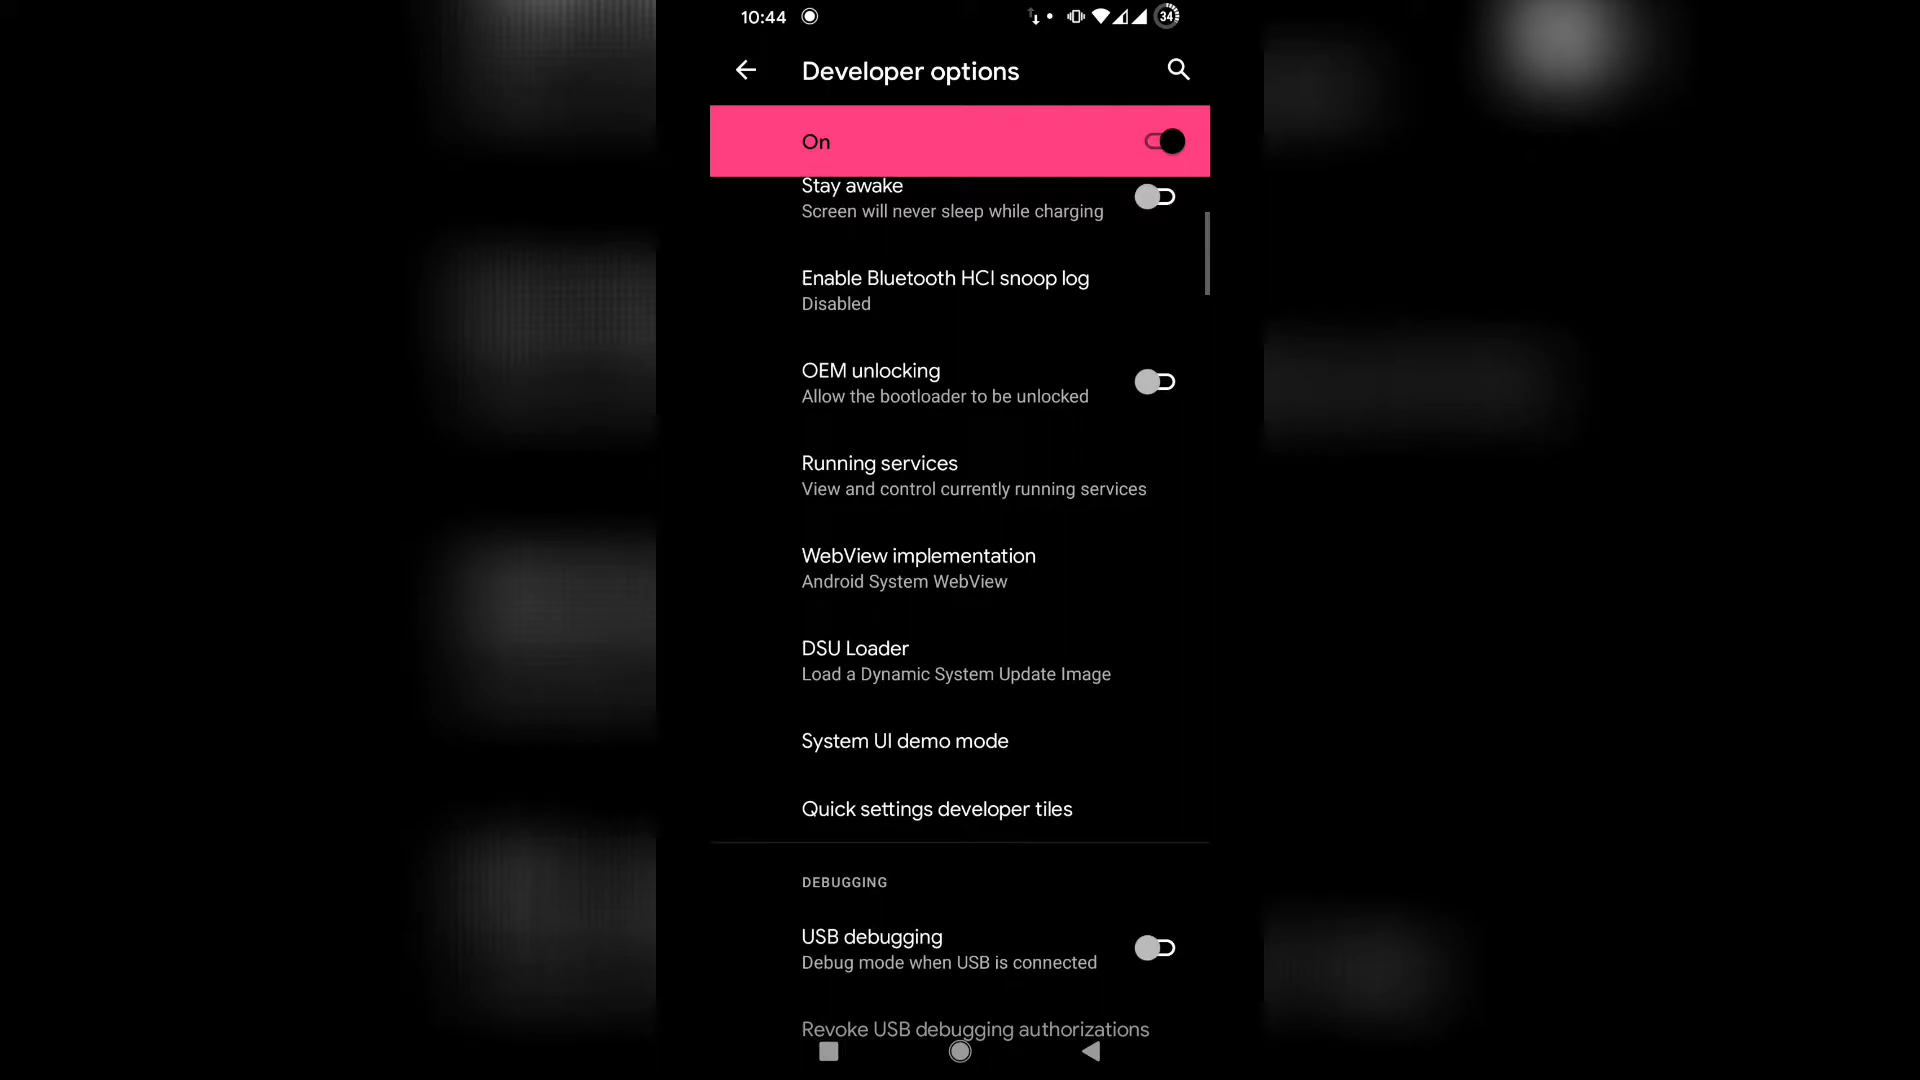 10:44
34
Developer options
On
Stay awake
Screen will never sleep while charging
Enable Bluetooth HCI snoop log
Disabled
OEM unlocking
Allow the bootloader to be unlocked
Running services
View and control currently running services
WebView implementation
Android System WebView
DSU Loader
Load a Dynamic System Update Image
System UI demo mode
Quick settings developer tiles
DEBUGGING
USB debugging
Debug mode when USB is connected
Revoke USB debugging authorizations